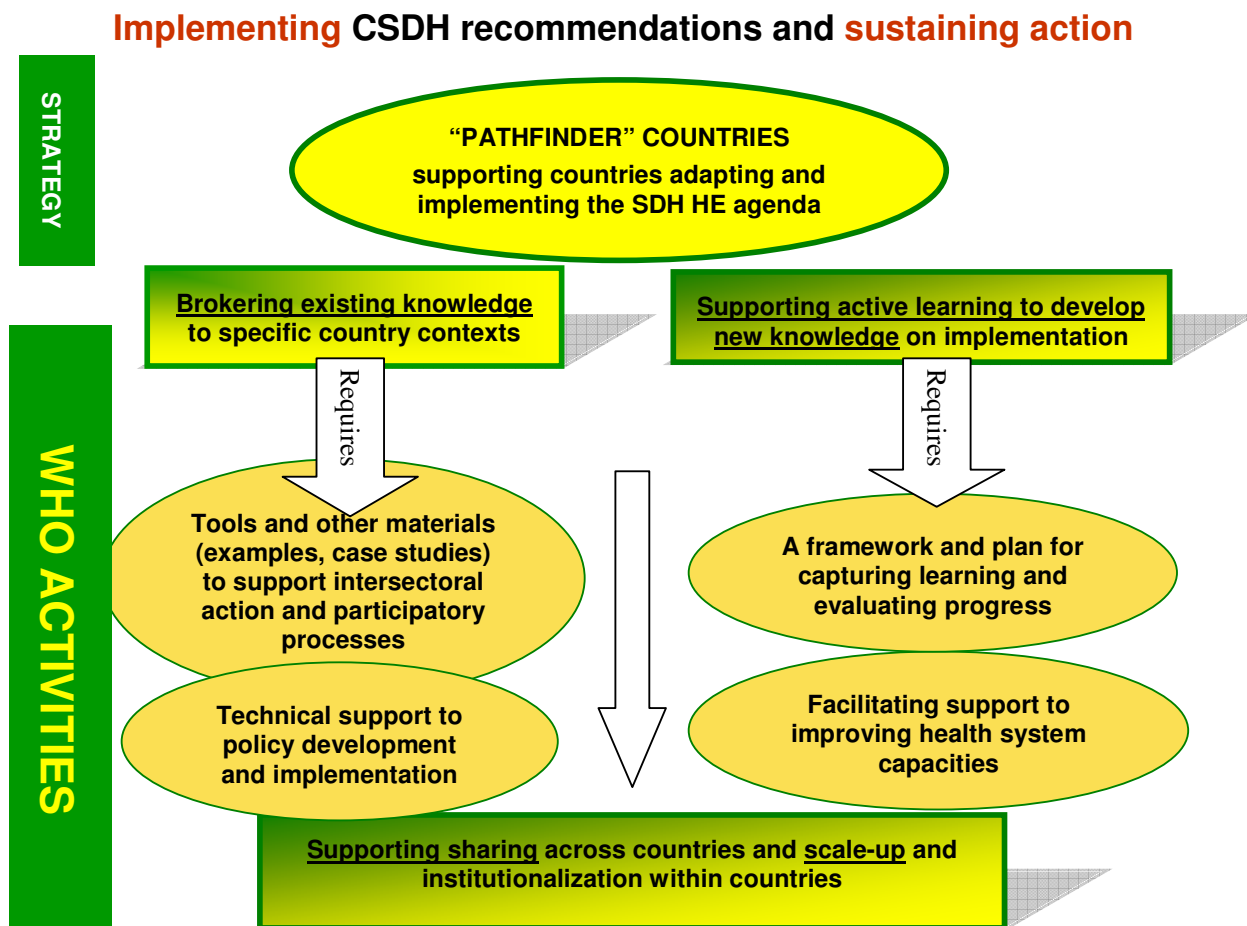 Implementing CSDH recommendations and sustaining action
STRATEGY
“PATHFINDER” COUNTRIES
supporting countries adapting and
implementing the SDH HE agenda
Brokering existing knowledge
to specific country contexts
Supporting active learning to develop
new knowledge on implementation
Requires
Requires
WHO ACTIVITIES
Tools and other materials
(examples, case studies)
to support intersectoral
action and participatory
processes
A framework and plan for
capturing learning and
evaluating progress
Technical support to
policy development
and implementation
Facilitating support to
improving health system
capacities
Supporting sharing across countries and scale-up and
institutionalization within countries